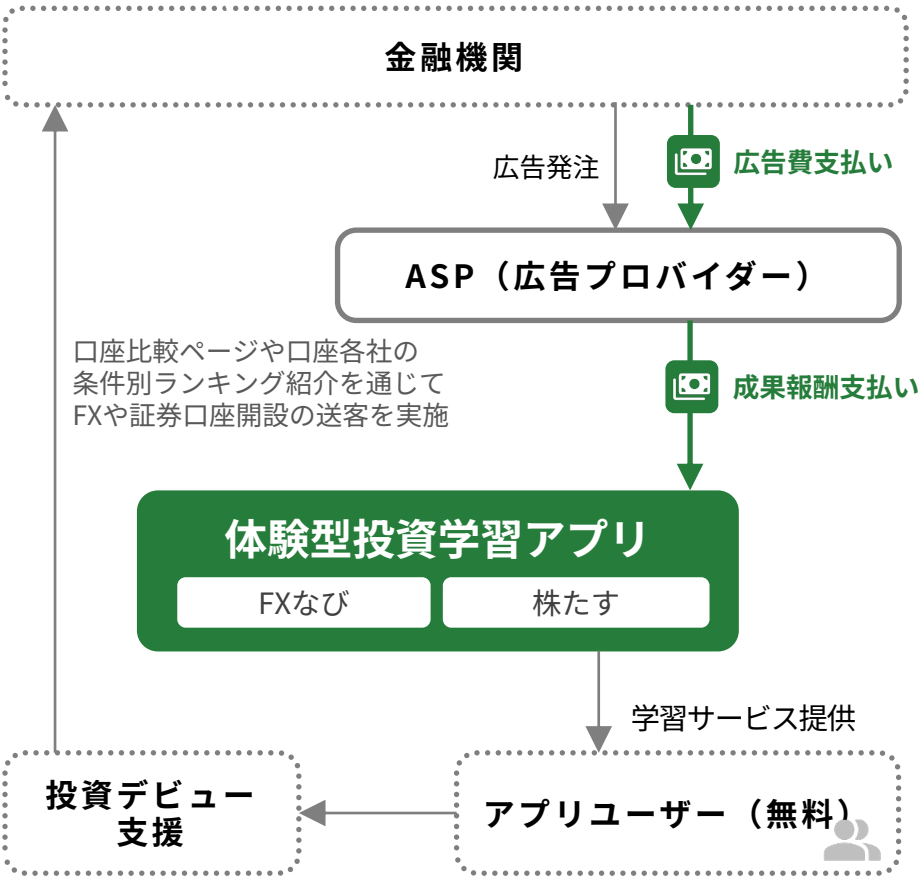 金融機関
広告発注
広告費支払い
ASP（広告プロバイダー）
口座比較ページや口座各社の
条件別ランキング紹介を通じて
FXや証券口座開設の送客を実施
成果報酬支払い
体験型投資学習アプリ
FXなび
株たす
学習サービス提供
投資デビュー
支援
アプリユーザー（無料）